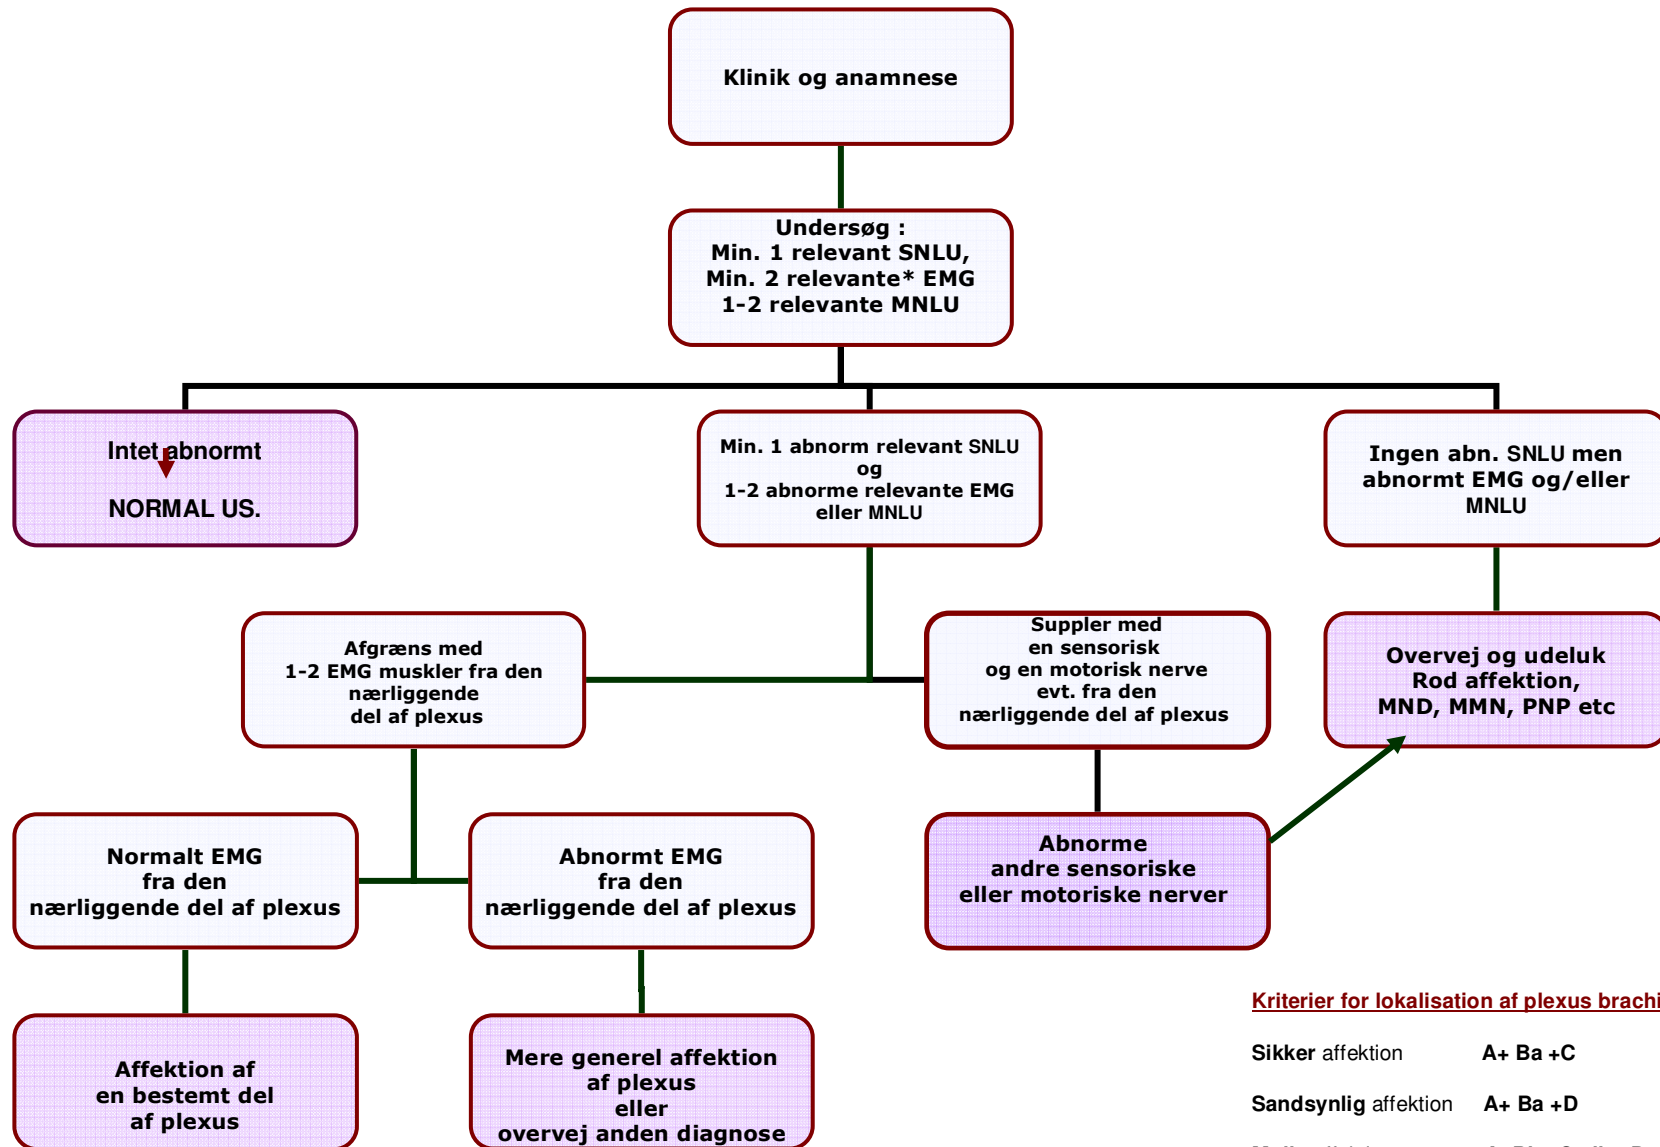 Klinik og anamnese
Undersøg :
Min. 1 relevant SNLU,
Min. 2 relevante* EMG
1-2 relevante MNLU
Intet abnormt
NORMAL US.
Min. 1 abnorm relevant SNLU
og
1-2 abnorme relevante EMG
eller MNLU
Ingen abn. SNLU men
abnormt EMG og/eller
MNLU
Afgræns med
1-2 EMG muskler fra den
nærliggende
del af plexus
Suppler med
en sensorisk
og en motorisk nerve
evt. fra den
nærliggende del af plexus
Overvej og udeluk
Rod affektion,
MND, MMN, PNP etc
Normalt EMG
fra den
nærliggende del af plexus
Abnormt EMG
fra den
nærliggende del af plexus
Abnorme
andre sensoriske
eller motoriske nerver
Affektion af
en bestemt del
af plexus
Mere generel affektion
af plexus
eller
overvej anden diagnose
Kriterier for lokalisation af plexus
Sikker affektion A+ Ba +C
Sandsynlig affektion A+ Ba +D